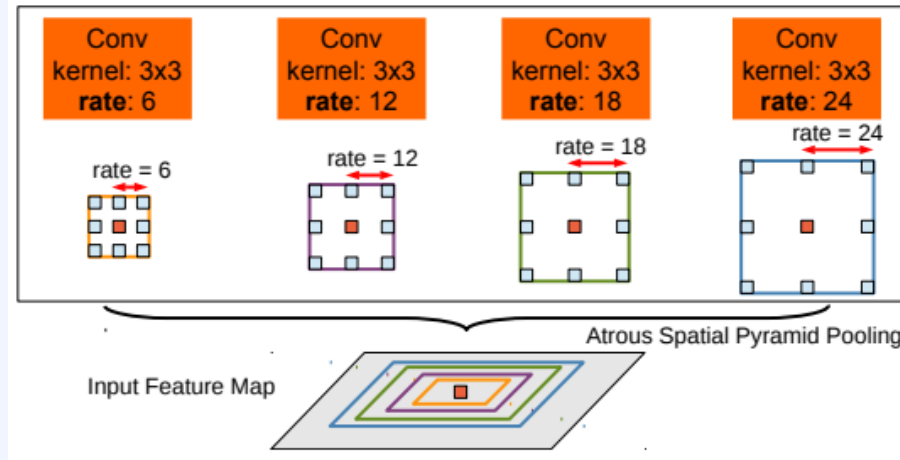 Conv
kernel: 3x3
rate: 6
Conv
kernel: 3x3
rate: 12
Conv
kernel: 3x3
rate: 18
Conv
kernel: 3x3
rate: 24
rate = 6
rate = 12
rate = 18
rate = 24
Atrous Spatial Pyramid Pooling
Input Feature Map